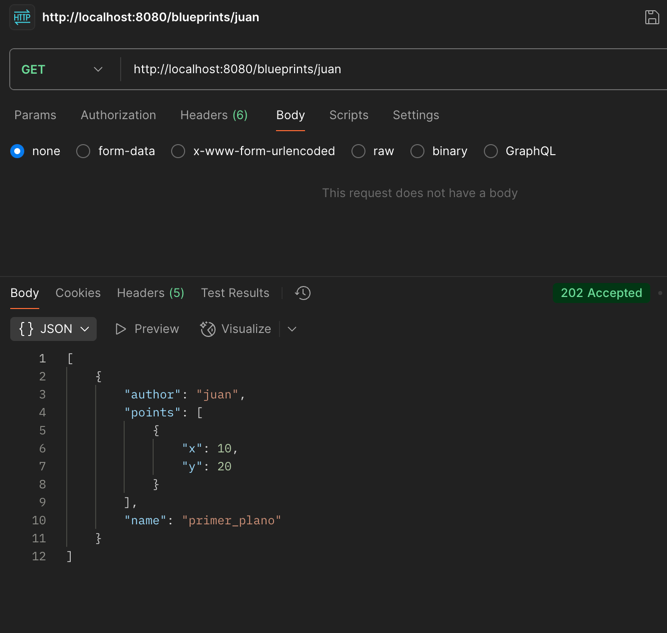 HTTP http://localhost:8080/blueprints/juan
GET http://localhost:8080/blueprints/juan
Params Authorization Headers (6) Body Scripts Settings
none form-data x-www-form-urlencoded raw binary GraphQL
This request does not have a body
Body Cookies Headers (5) Test Results 202 Accepted
{} JSON Preview Visualize
1 [
2 {
3 "author": "juan",
4 "points": [
5 {
6 "x": 10,
7 "y": 20
8 }
9 ],
10 "name": "primer_plano"
11 }
12 ]